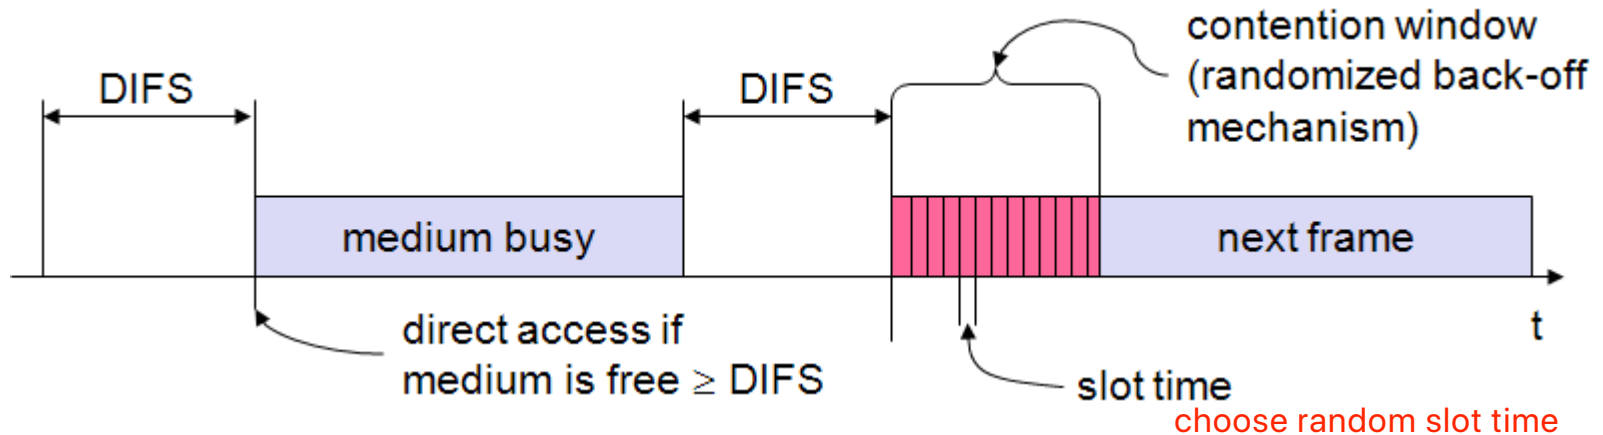 contention window
(randomized back-off
mechanism)
DIFS
DIFS
medium busy
next frame
direct access if
medium is free ≥ DIFS
t
slot time
choose random slot time